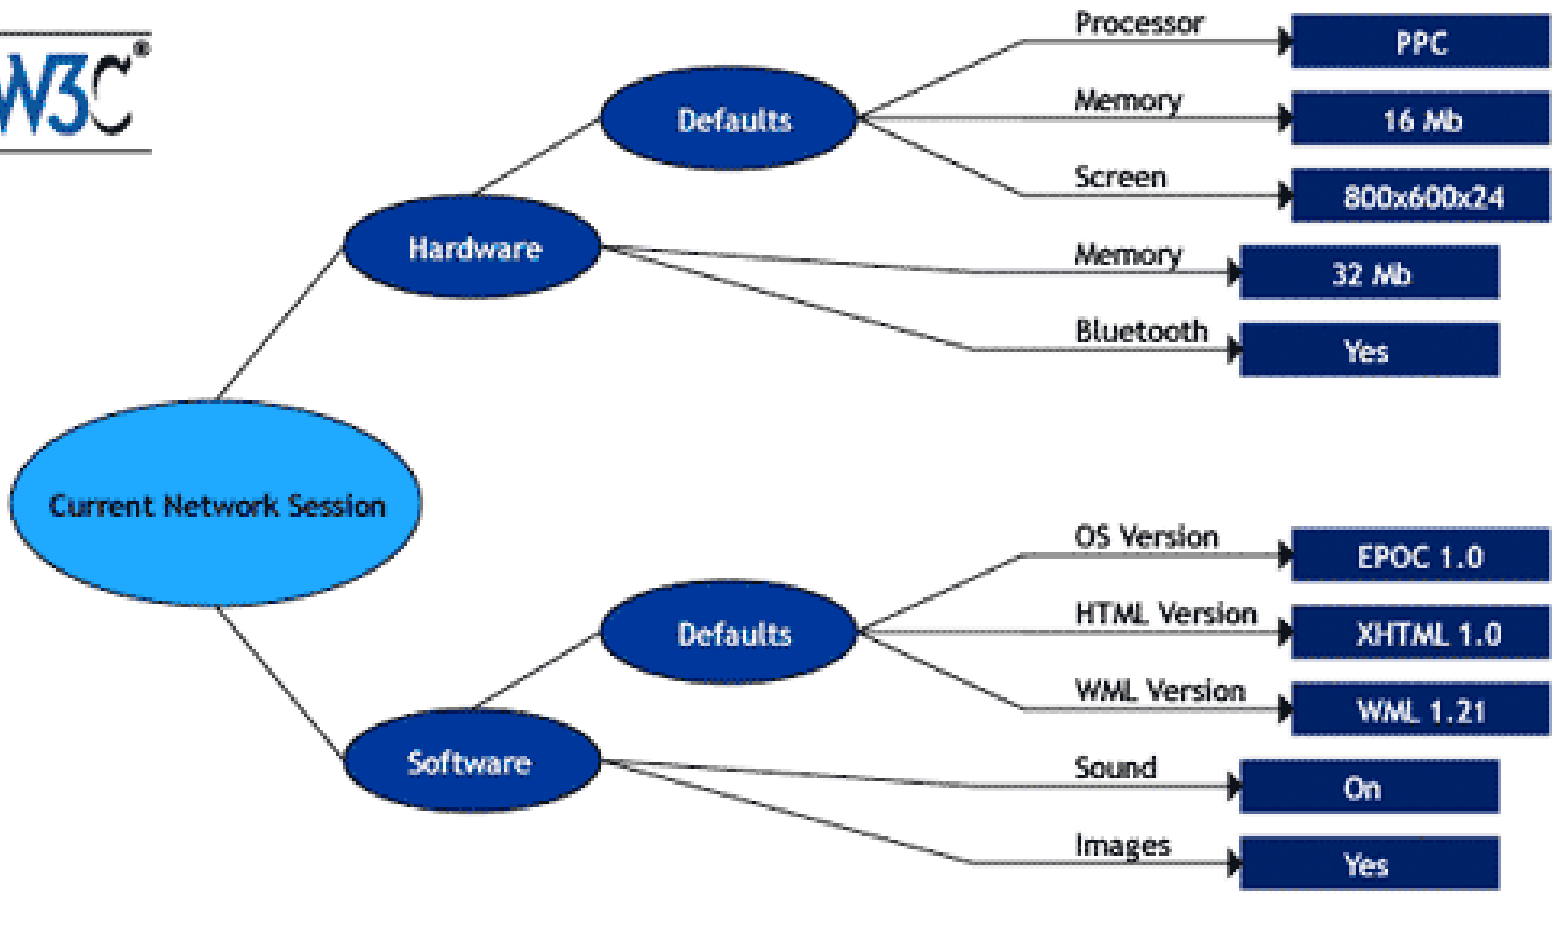 W3C®
Processor
PPC
Defaults
Memory
16 Mb
Screen
800x600x24
Hardware
Memory
32 Mb
Bluetooth
Yes
Current Network Session
OS Version
EPOC 1.0
Defaults
HTML Version
XHTML 1.0
WML Version
WML 1.21
Software
Sound
On
Images
Yes